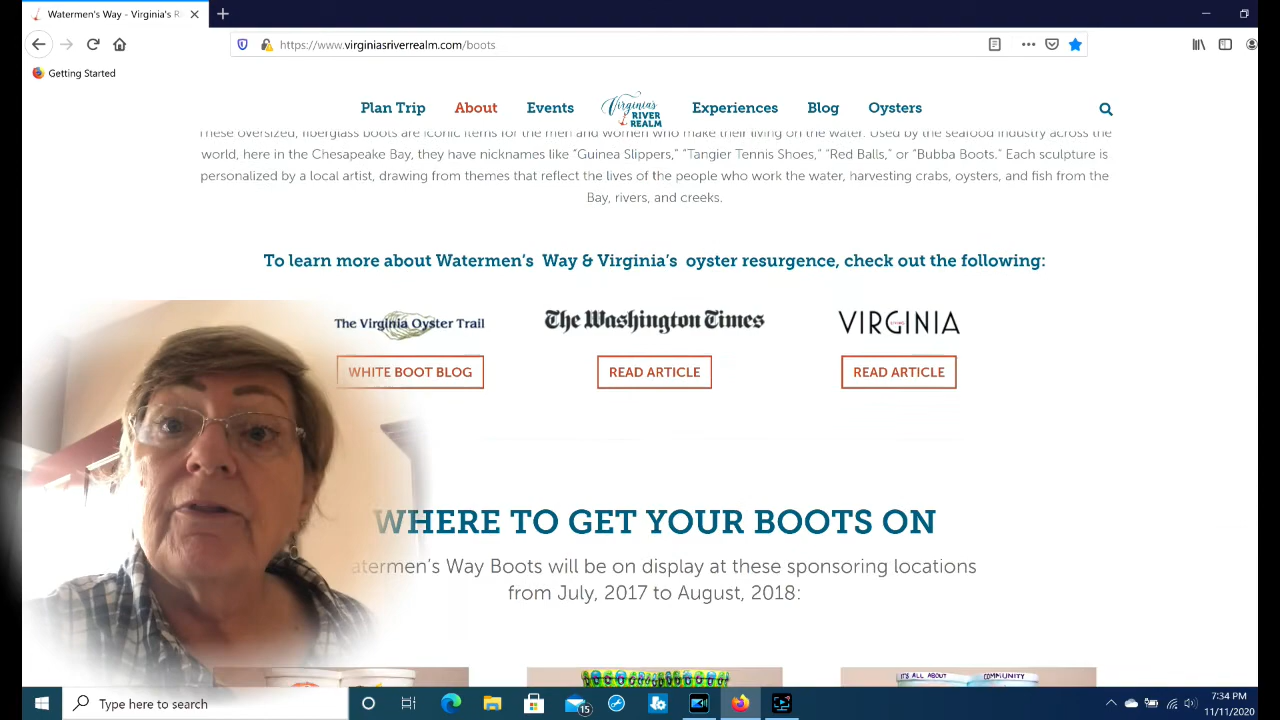 Watermen's Way - Virginia's R
https://www.virginiasriverrealm.com/boots
Getting Started
Plan Trip About Events Virginia's RIVER REALM Experiences Blog Oysters
These oversized, fiberglass boots are iconic items for the men and women who make their living on the water. Used by the seafood industry across the
world, here in the Chesapeake Bay, they have nicknames like “Guinea Slippers,” “Tangier Tennis Shoes,” “Red Balls,” or “Bubba Boots.” Each sculpture is
personalized by a local artist, drawing from themes that reflect the lives of the people who work the water, harvesting crabs, oysters, and fish from the
Bay, rivers, and creeks.
To learn more about Watermen’s Way & Virginia’s oyster resurgence, check out the following:
The Virginia Oyster Trail The Washington Times VIRGINIA
WHITE BOOT BLOG READ ARTICLE READ ARTICLE
WHERE TO GET YOUR BOOTS ON
atermen’s Way Boots will be on display at these sponsoring locations
from July, 2017 to August, 2018:
IT'S ALL ABOUT COMMUNITY
Type here to search
15
7:34 PM
11/11/2020